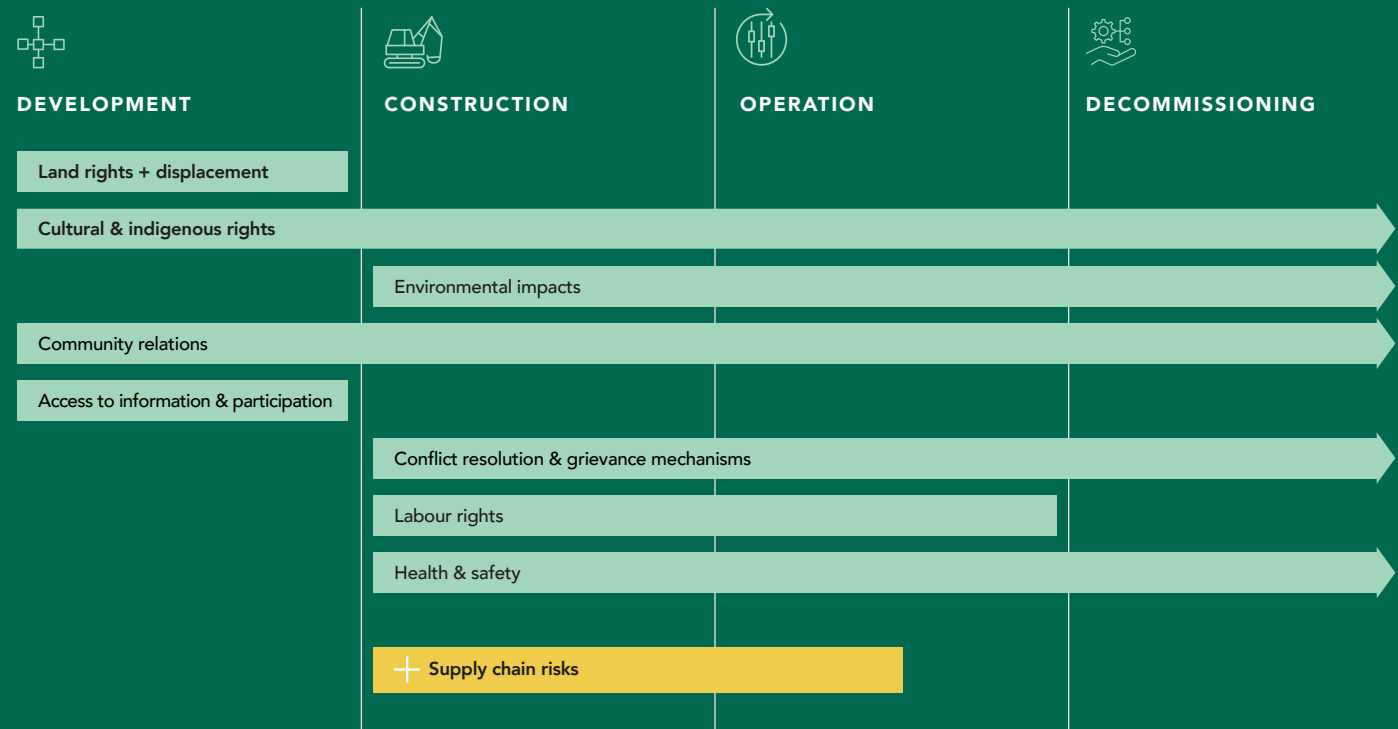 DEVELOPMENT
CONSTRUCTION
OPERATION
DECOMMISSIONING
Land rights + displacement
Cultural & indigenous rights
Environmental impacts
Community relations
Access to information & participation
Conflict resolution & grievance mechanisms
Labour rights
Health & safety
Supply chain risks